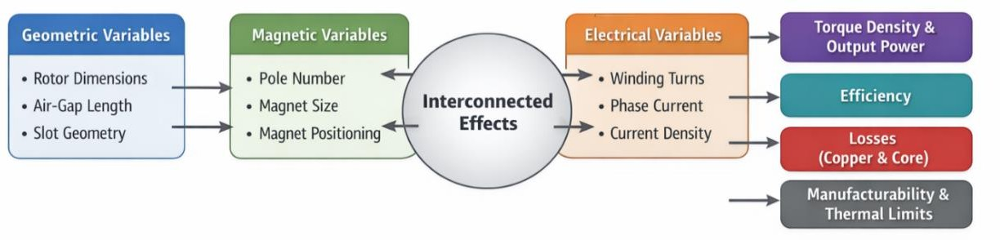 Geometric Variables
• Rotor Dimensions
• Air-Gap Length
• Slot Geometry
Magnetic Variables
• Pole Number
• Magnet Size
• Magnet Positioning
Interconnected
Effects
Electrical Variables
• Winding Turns
• Phase Current
• Current Density
Torque Density &
Output Power
Efficiency
Losses
(Copper & Core)
Manufacturability &
Thermal Limits